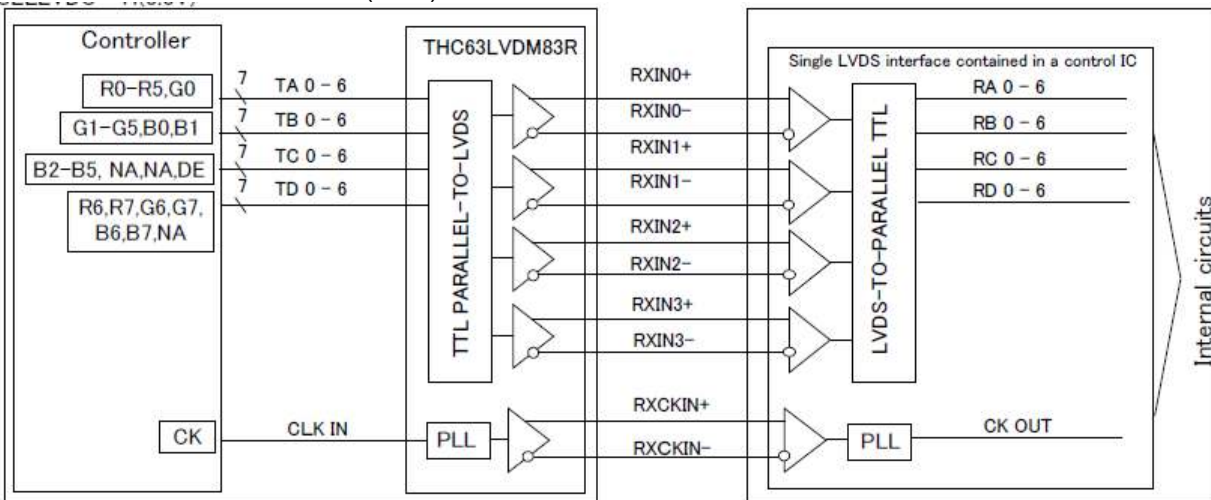 Controller
R0-R5,G0
G1-G5,B0,B1
B2-B5, NA,NA,DE
R6,R7,G6,G7,
B6,B7,NA
CK
7
TA 0 - 6
7
TB 0 - 6
7
TC 0 - 6
7
TD 0 - 6
CLK IN
THC63LVDM83R
TTL PARALLEL-TO-LVDS
PLL
RXIN0+
RXIN0-
RXIN1+
RXIN1-
RXIN2+
RXIN2-
RXIN3+
RXIN3-
RXCKIN+
RXCKIN-
Single LVDS interface contained in a control IC
LVDS-TO-PARALLEL TTL
PLL
RA 0 - 6
RB 0 - 6
RC 0 - 6
RD 0 - 6
CK OUT
Internal circuits